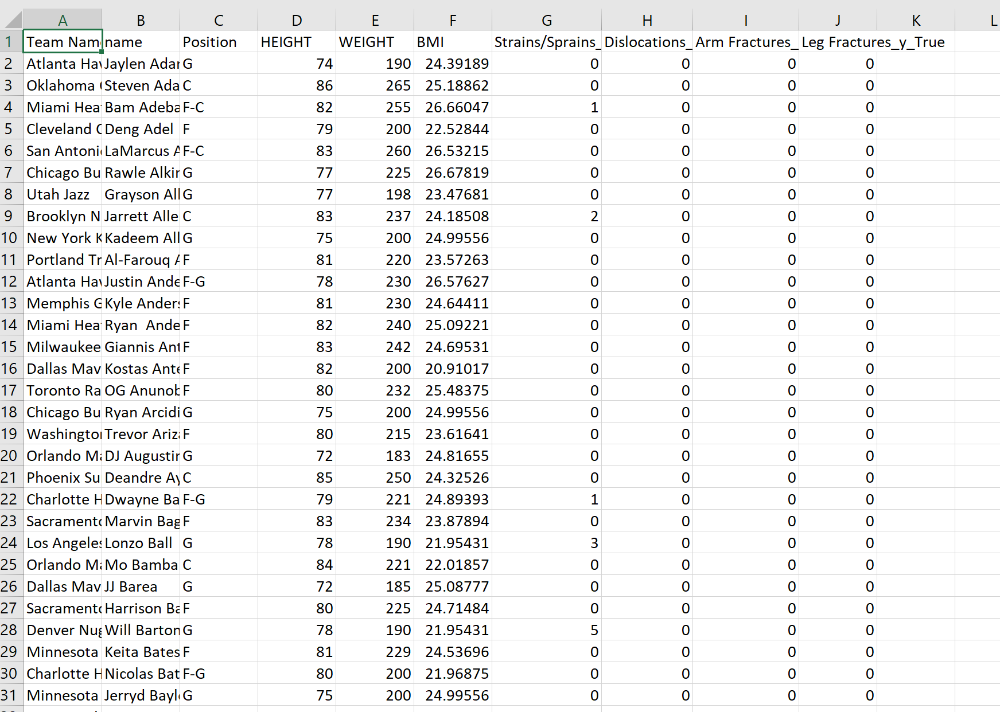 A B C D E F G H I J K L
1 Team Nam name Position HEIGHT WEIGHT BMI Strains/Sprains_ Dislocations_ Arm Fractures_ Leg Fractures_y_True
2 Atlanta Hav Jaylen Adar G 74 190 24.39189 0 0 0 0
3 Oklahoma Steven Ada C 86 265 25.18862 0 0 0 0
4 Miami Hea Bam Adeba F-C 82 255 26.66047 1 0 0 0
5 Cleveland C Deng Adel F 79 200 22.52844 0 0 0 0
6 San Antoni LaMarcus A F-C 83 260 26.53215 0 0 0 0
7 Chicago Bu Rawle Alkin G 77 225 26.67819 0 0 0 0
8 Utah Jazz Grayson All G 77 198 23.47681 0 0 0 0
9 Brooklyn N Jarrett Alle C 83 237 24.18508 2 0 0 0
10 New York K Kadeem All G 75 200 24.99556 0 0 0 0
11 Portland Tr Al-Farouq A F 81 220 23.57263 0 0 0 0
12 Atlanta Hav Justin Ande F-G 78 230 26.57627 0 0 0 0
13 Memphis G Kyle Anders F 81 230 24.64411 0 0 0 0
14 Miami Hea Ryan Ande F 82 240 25.09221 0 0 0 0
15 Milwaukee Giannis Ant F 83 242 24.69531 0 0 0 0
16 Dallas Mav Kostas Ante F 82 200 20.91017 0 0 0 0
17 Toronto Ra OG Anunob F 80 232 25.48375 0 0 0 0
18 Chicago Bu Ryan Arcidi G 75 200 24.99556 0 0 0 0
19 Washington Trevor Ariza F 80 215 23.61641 0 0 0 0
20 Orlando Ma DJ Augustin G 72 183 24.81655 0 0 0 0
21 Phoenix Su Deandre Ay C 85 250 24.32526 0 0 0 0
22 Charlotte H Dwayne Ba F-G 79 221 24.89393 1 0 0 0
23 Sacramento Marvin Bag F 83 234 23.87894 0 0 0 0
24 Los Angeles Lonzo Ball G 78 190 21.95431 3 0 0 0
25 Orlando Ma Mo Bamba C 84 221 22.01857 0 0 0 0
26 Dallas Mav JJ Barea G 72 185 25.08777 0 0 0 0
27 Sacramento Harrison Ba F 80 225 24.71484 0 0 0 0
28 Denver Nug Will Barton G 78 190 21.95431 5 0 0 0
29 Minnesota Keita Bates F 81 229 24.53696 0 0 0 0
30 Charlotte H Nicolas Bat F-G 80 200 21.96875 0 0 0 0
31 Minnesota Jerryd Bayl G 75 200 24.99556 0 0 0 0